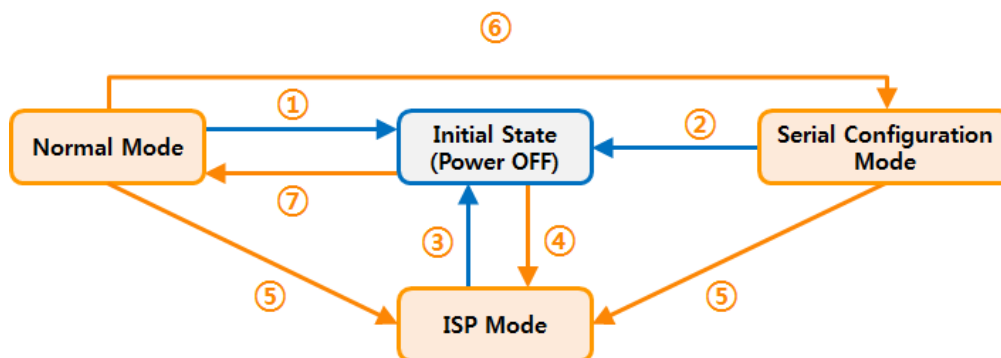 ⑥
①
②
Normal Mode
Initial State
(Power OFF)
Serial Configuration
Mode
⑦
③
④
⑤
⑤
ISP Mode